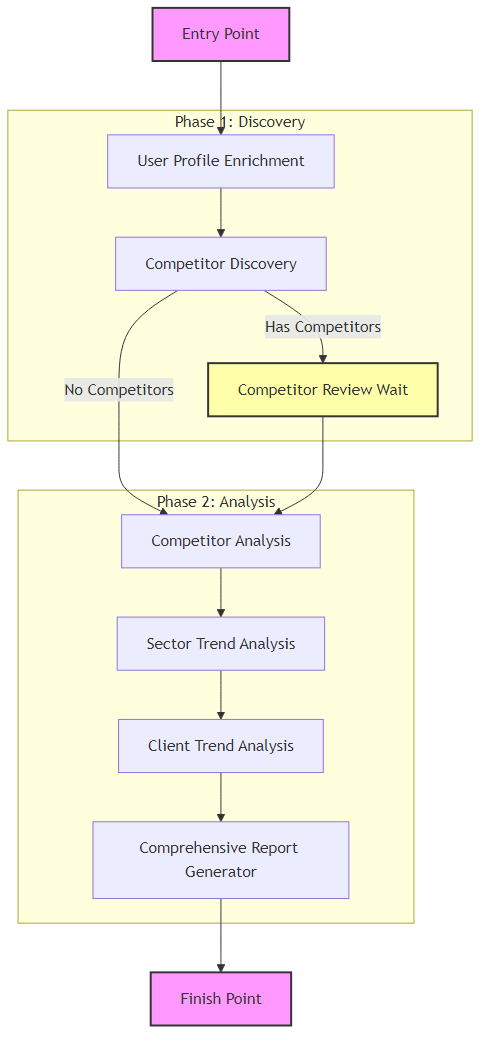 Entry Point
Phase 1: Discovery
User Profile Enrichment
Competitor Discovery
Has Competitors
No Competitors
Competitor Review Wait
Phase 2: Analysis
Competitor Analysis
Sector Trend Analysis
Client Trend Analysis
Comprehensive Report
Generator
Finish Point